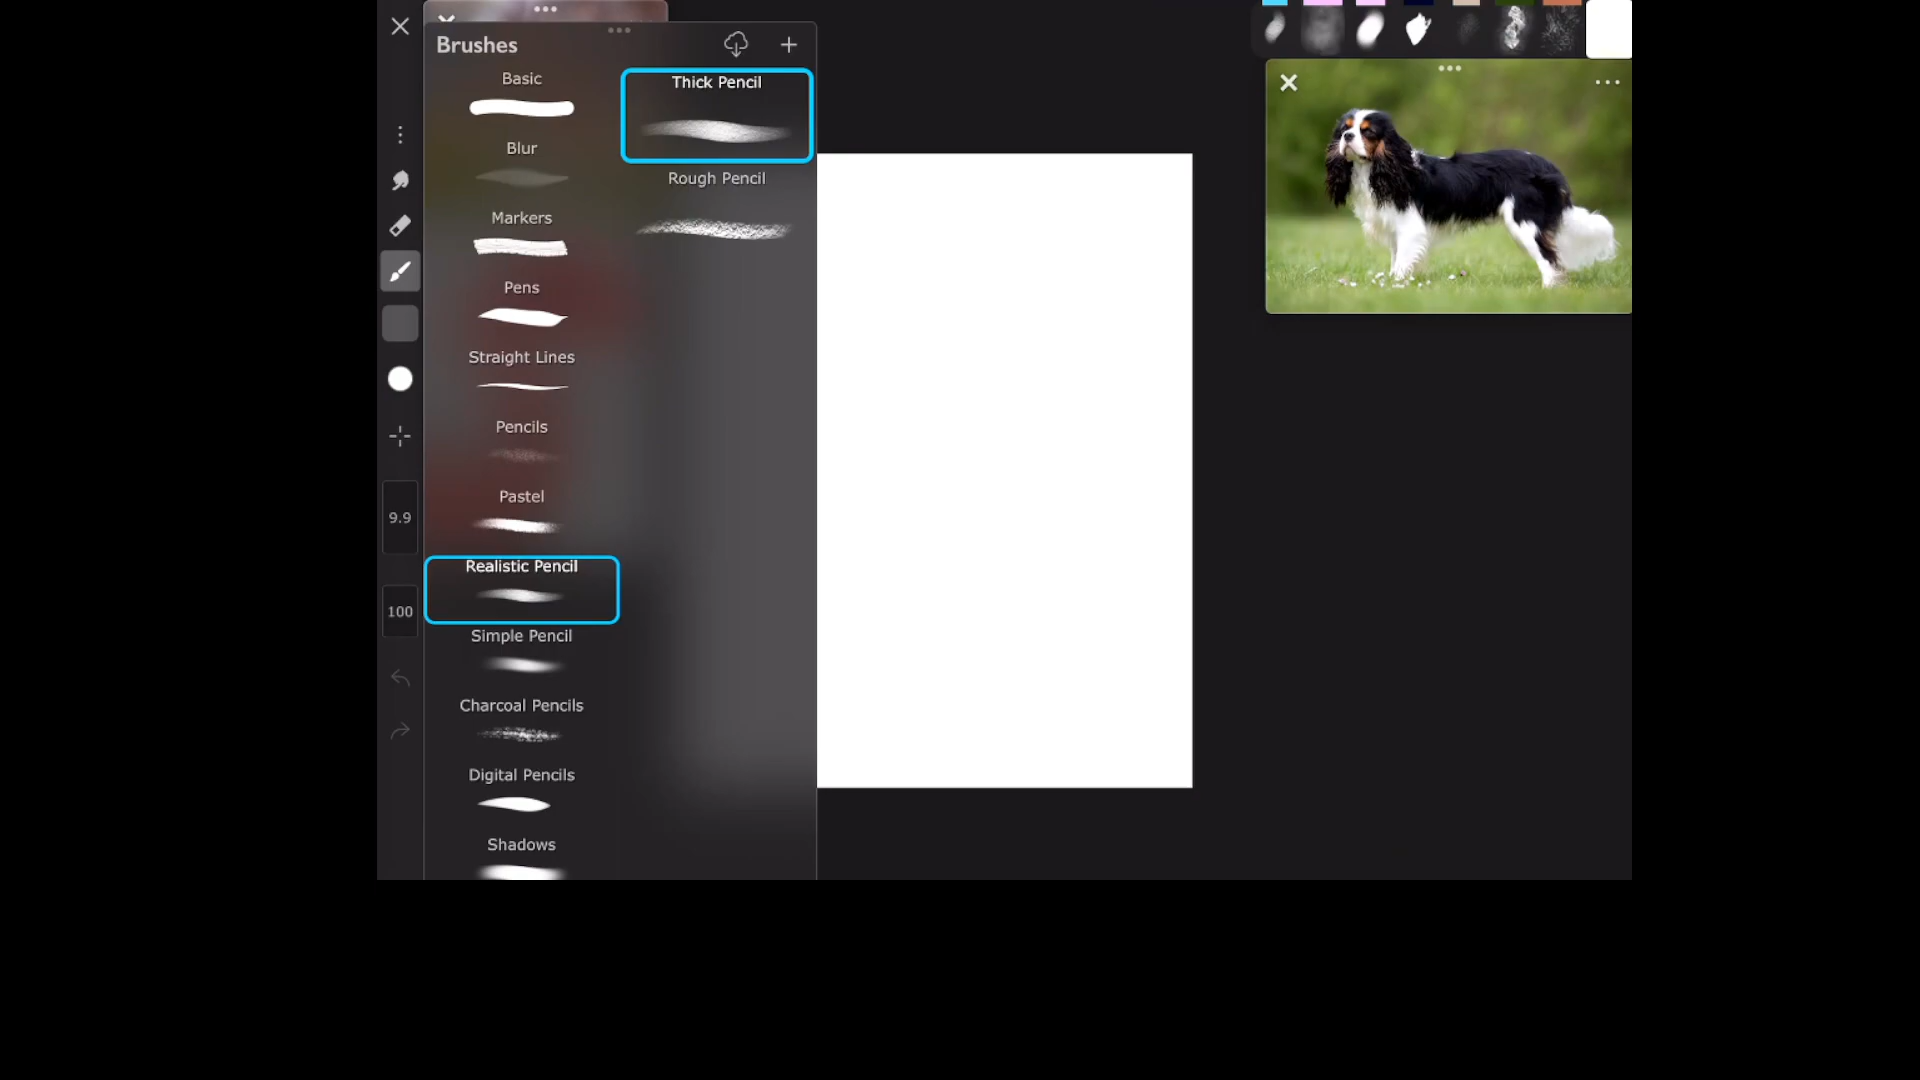 Brushes
Basic
Blur
Markers
Pens
Straight Lines
Pencils
Pastel
Realistic Pencil
Simple Pencil
Charcoal Pencils
Digital Pencils
Shadows
Thick Pencil
Rough Pencil
9.9
100